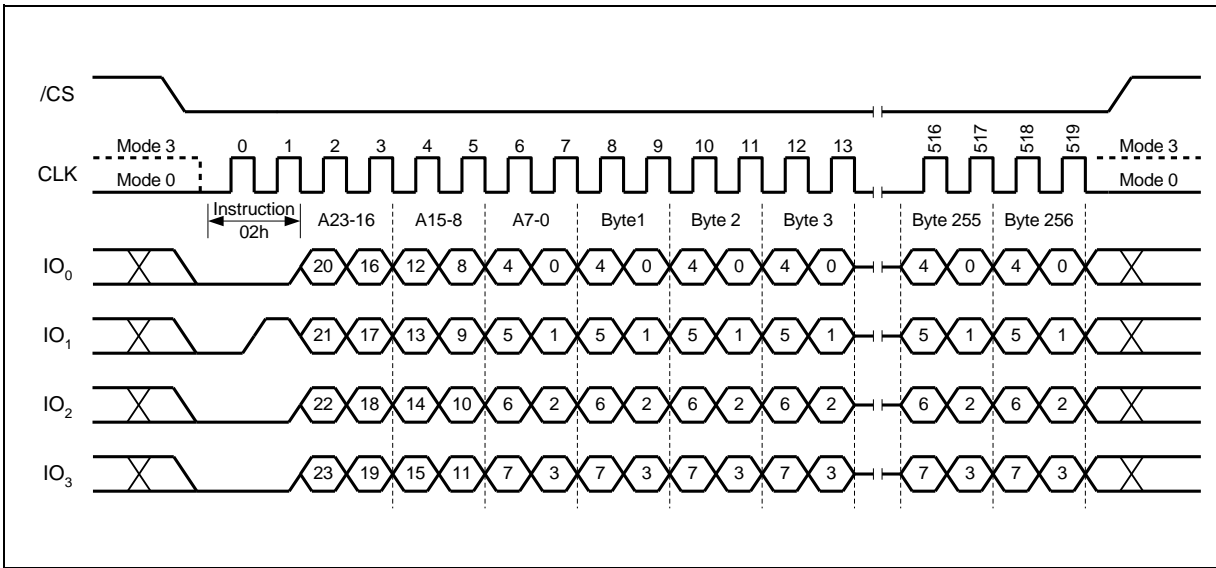 /CS
Mode 3 0 1 2 3 4 5 6 7 8 9 10 11 12 13 516 517 518 519 Mode 3
CLK
Mode 0 Mode 0
Instruction
02h A23-16 A15-8 A7-0 Byte1 Byte 2 Byte 3 Byte 255 Byte 256
IO0 20 16 12 8 4 0 4 0 4 0 4 0 4 0 4 0
IO1 21 17 13 9 5 1 5 1 5 1 5 1 5 1 5 1
IO2 22 18 14 10 6 2 6 2 6 2 6 2 6 2 6 2
IO3 23 19 15 11 7 3 7 3 7 3 7 3 7 3 7 3